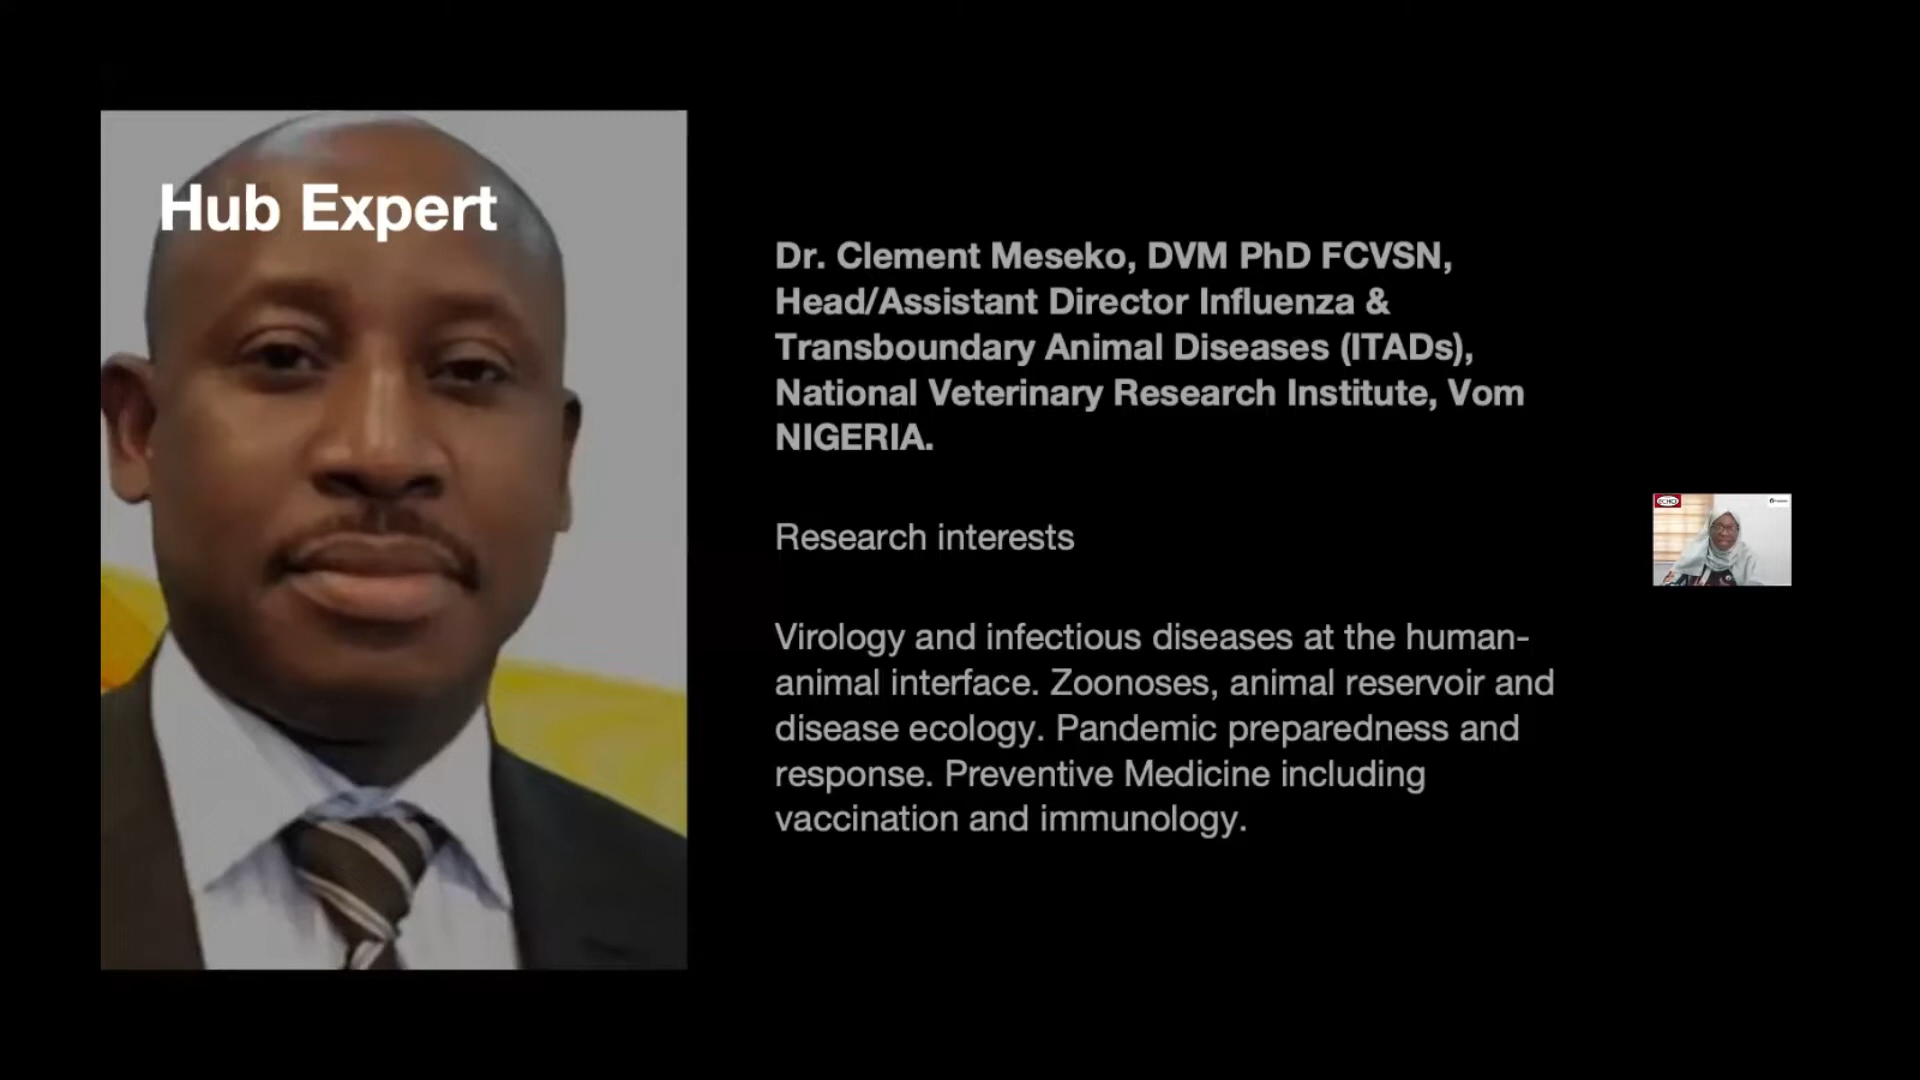 Hub Expert
Dr. Clement Meseko, DVM PhD FCVSN,
Head/Assistant Director Influenza &
Transboundary Animal Diseases (ITADs),
National Veterinary Research Institute, Vom
NIGERIA.
Research interests
Virology and infectious diseases at the human-
animal interface. Zoonoses, animal reservoir and
disease ecology. Pandemic preparedness and
response. Preventive Medicine including
vaccination and immunology.